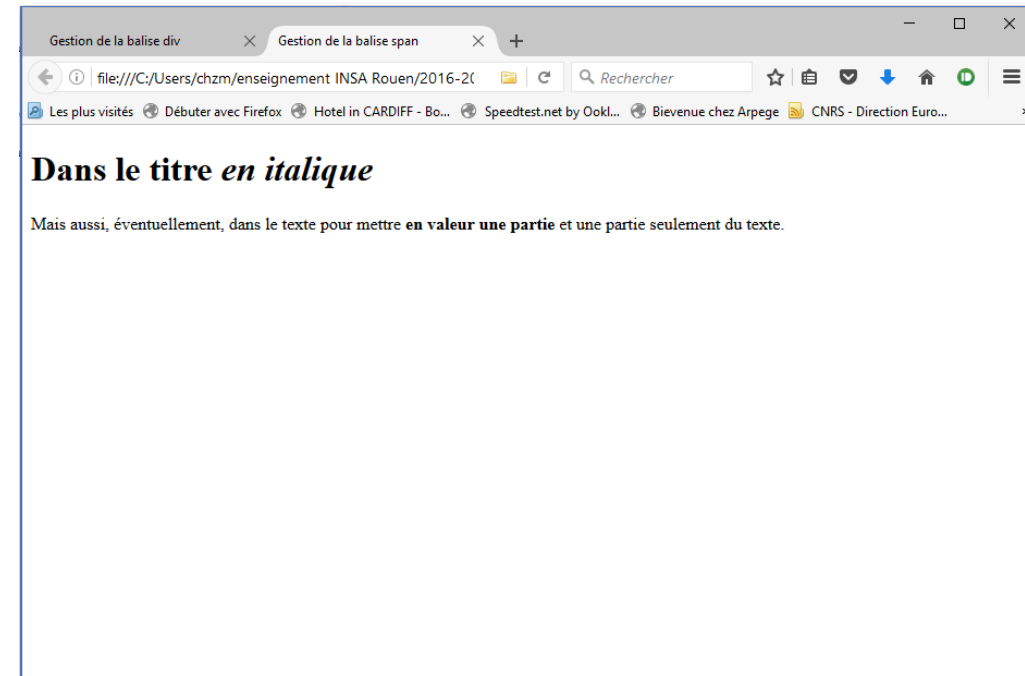 Gestion de la balise div Gestion de la balise span
file:///C:/Users/chzm/enseignement INSA Rouen/2016-20 Rechercher
Les plus visités Débuter avec Firefox Hotel in CARDIFF - Bo... Speedtest.net by Ookl... Bievenue chez Arpege CNRS - Direction Euro...
Dans le titre en italique
Mais aussi, éventuellement, dans le texte pour mettre en valeur une partie et une partie seulement du texte.